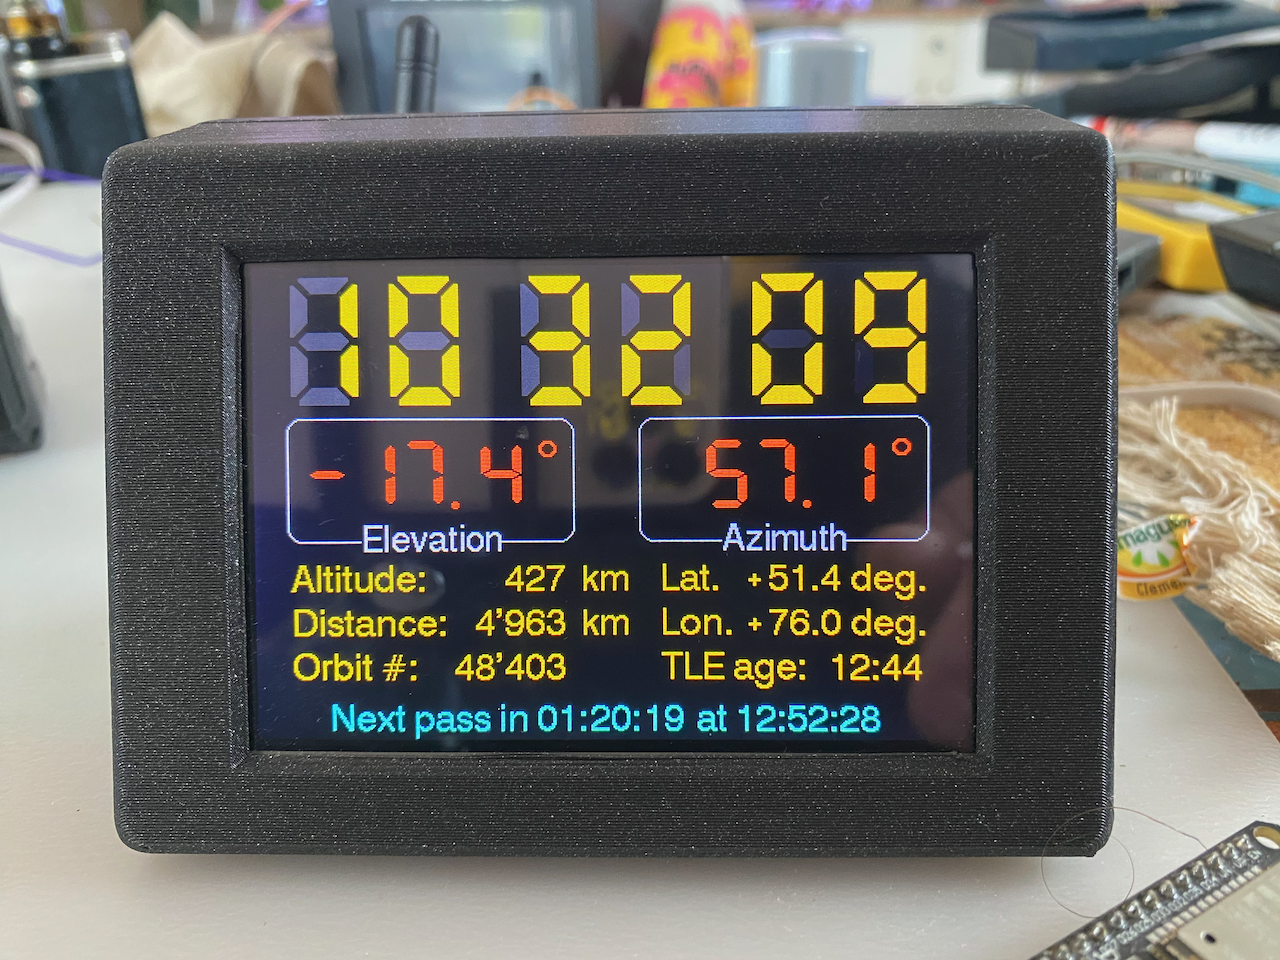 10 32 09
-17.4° 57.1°
Elevation Azimuth
Altitude: 427 km Lat. +51.4 deg.
Distance: 4'963 km Lon. +76.0 deg.
Orbit #: 48'403 TLE age: 12:44
Next pass in 01:20:19 at 12:52:28